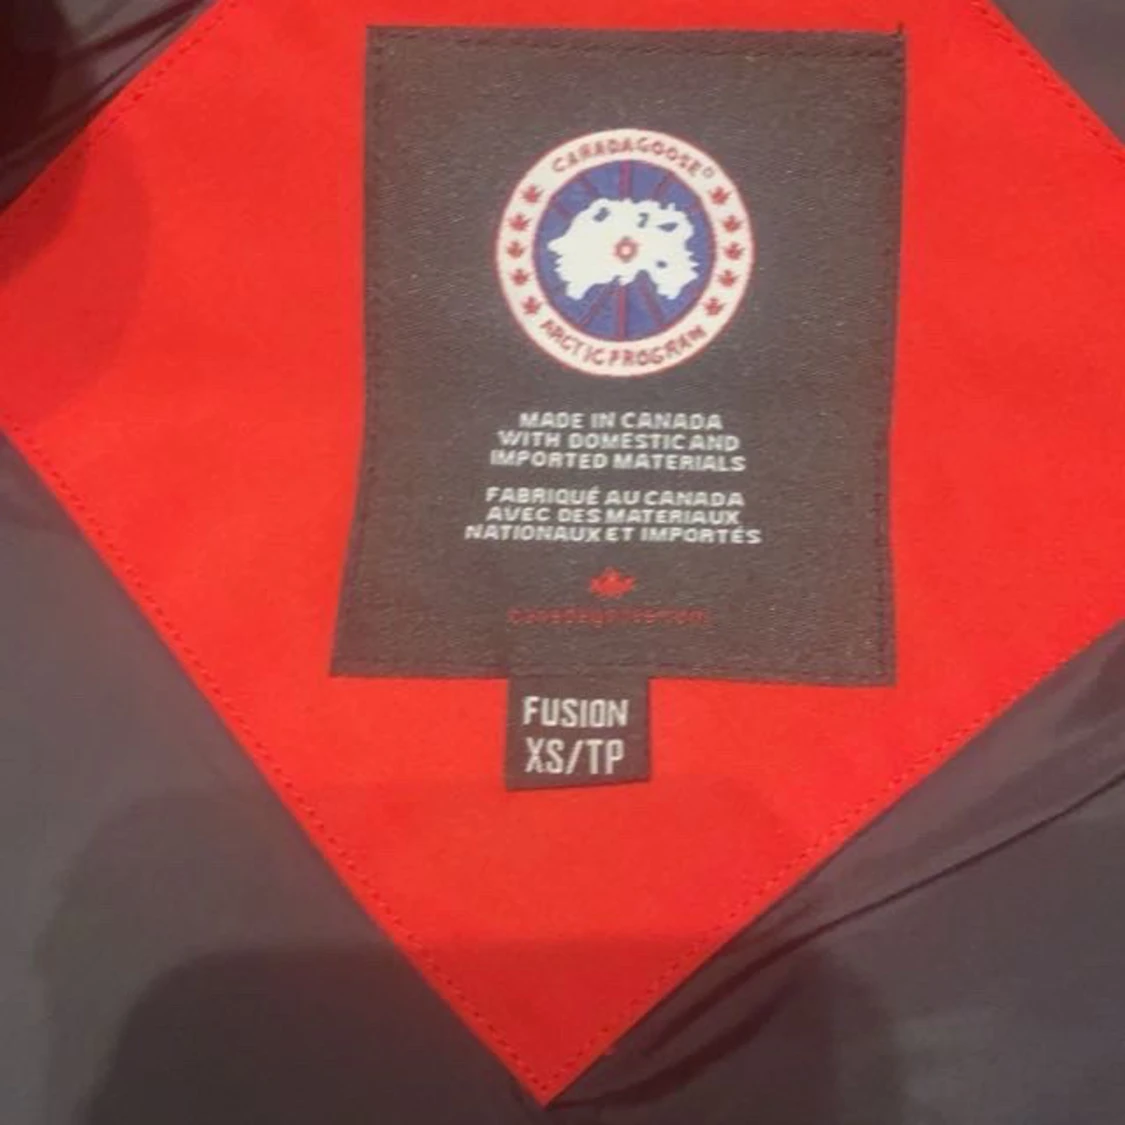 CANADA GOOSE®
ARCTIC PROGRAM
MADE IN CANADA
WITH DOMESTIC AND
IMPORTED MATERIALS
FABRIQUÉ AU CANADA
AVEC DES MATERIAUX
NATIONAUX ET IMPORTÉS
FUSION
XS/TP